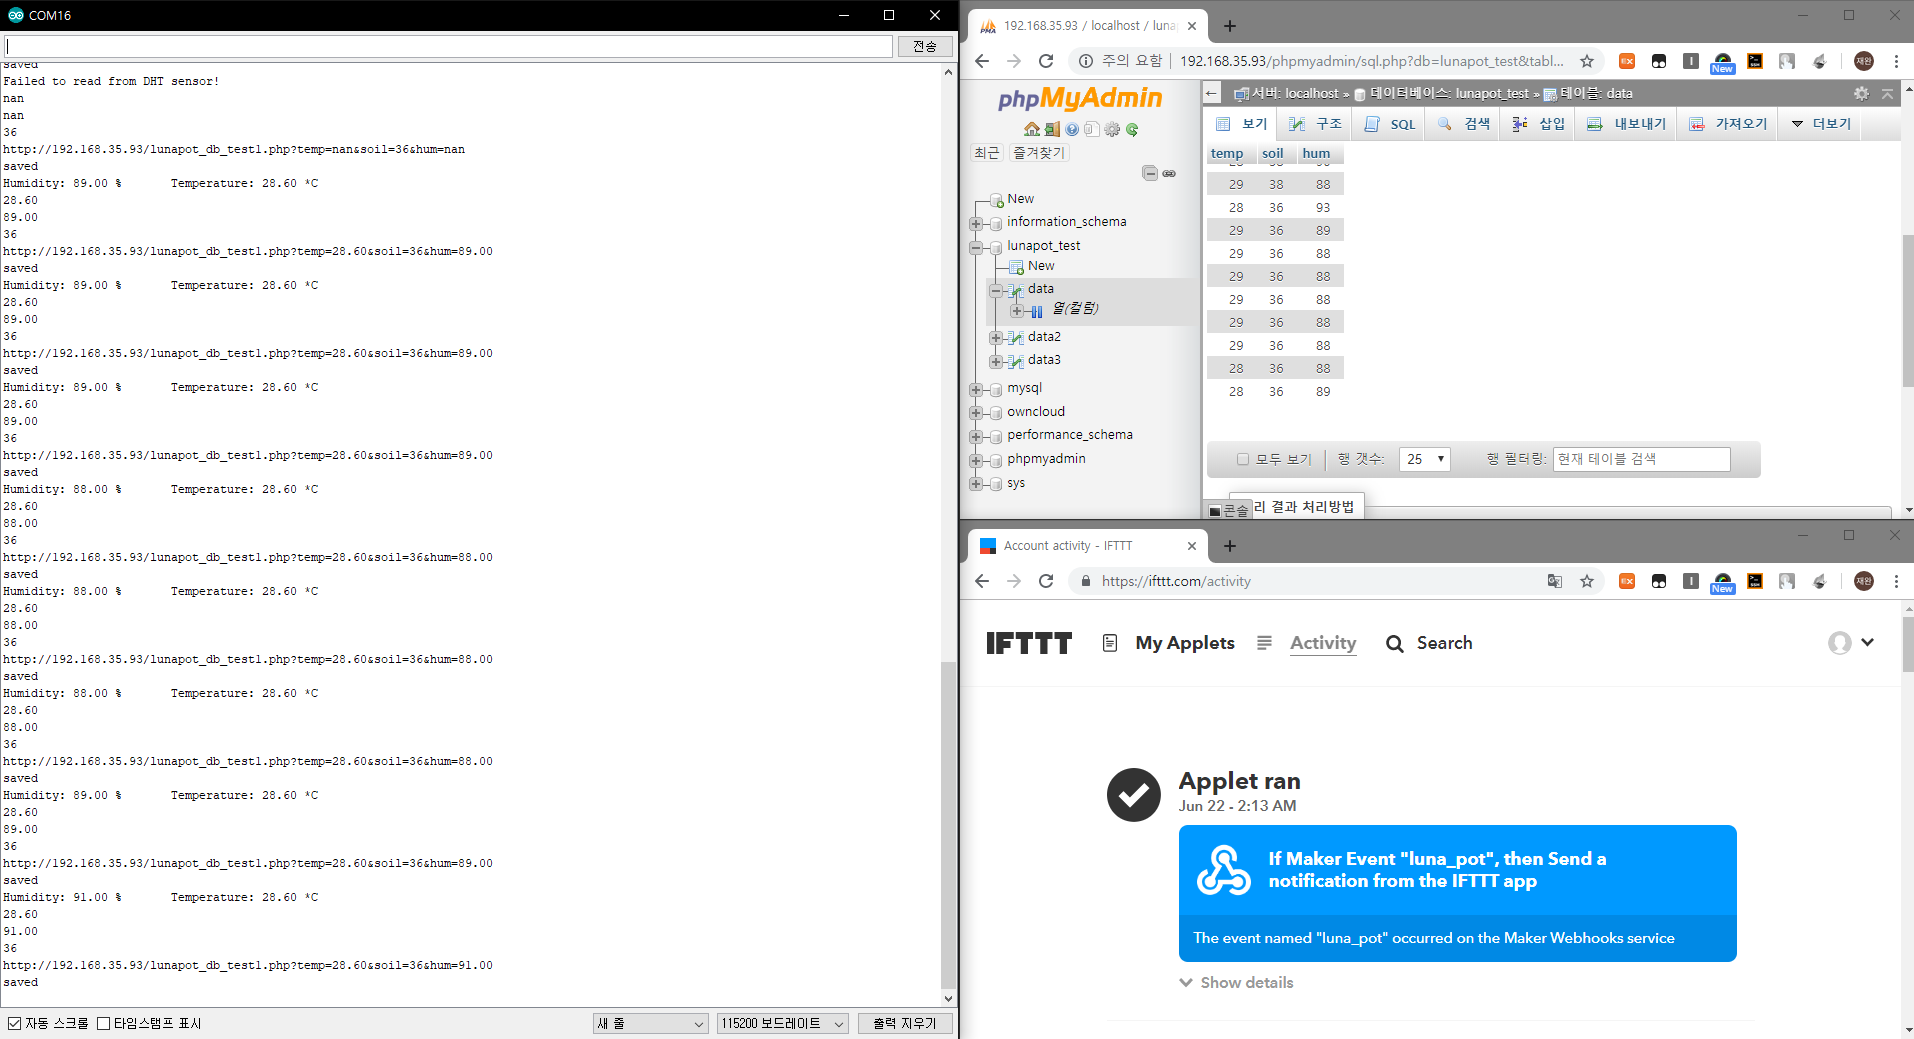 COM16
전송
saved
Failed to read from DHT sensor!
nan
nan
36
http://192.168.35.93/lunapot_db_test1.php?temp=nan&soil=36&hum=nan
saved
Humidity: 89.00 %	Temperature: 28.60 *C
28.60
89.00
36
http://192.168.35.93/lunapot_db_test1.php?temp=28.60&soil=36&hum=89.00
saved
Humidity: 89.00 %	Temperature: 28.60 *C
28.60
89.00
36
http://192.168.35.93/lunapot_db_test1.php?temp=28.60&soil=36&hum=89.00
saved
Humidity: 89.00 %	Temperature: 28.60 *C
28.60
89.00
36
http://192.168.35.93/lunapot_db_test1.php?temp=28.60&soil=36&hum=89.00
saved
Humidity: 88.00 %	Temperature: 28.60 *C
28.60
88.00
36
http://192.168.35.93/lunapot_db_test1.php?temp=28.60&soil=36&hum=88.00
saved
Humidity: 88.00 %	Temperature: 28.60 *C
28.60
88.00
36
http://192.168.35.93/lunapot_db_test1.php?temp=28.60&soil=36&hum=88.00
saved
Humidity: 88.00 %	Temperature: 28.60 *C
28.60
88.00
36
http://192.168.35.93/lunapot_db_test1.php?temp=28.60&soil=36&hum=88.00
saved
Humidity: 89.00 %	Temperature: 28.60 *C
28.60
89.00
36
http://192.168.35.93/lunapot_db_test1.php?temp=28.60&soil=36&hum=89.00
saved
Humidity: 91.00 %	Temperature: 28.60 *C
28.60
91.00
36
http://192.168.35.93/lunapot_db_test1.php?temp=28.60&soil=36&hum=91.00
saved
자동 스크롤 타임스탬프 표시 새 줄 115200 보드레이트 출력 지우기
192.168.35.93 / localhost / luna
주의 요함 192.168.35.93/phpmyadmin/sql.php?db=lunapot_test&tabl...
New
재완
phpMyAdmin
최근 즐겨찾기
New
information_schema
lunapot_test
New
data
열(컬럼)
data2
data3
mysql
owncloud
performance_schema
phpmyadmin
sys
서버: localhost » 데이터베이스: lunapot_test » 테이블: data
보기 구조 SQL 검색 삽입 내보내기 가져오기 더보기
temp soil hum
29 38 88
28 36 93
29 36 89
29 36 88
29 36 88
29 36 88
29 36 88
29 36 88
28 36 88
28 36 89
모두 보기 행 갯수: 25 행 필터링: 현재 테이블 검색
콘솔 리 결과 처리방법
Account activity - IFTTT
https://ifttt.com/activity
New
재완
IFTTT My Applets Activity Search
Applet ran
Jun 22 - 2:13 AM
If Maker Event "luna_pot", then Send a
notification from the IFTTT app
The event named "luna_pot" occurred on the Maker Webhooks service
Show details